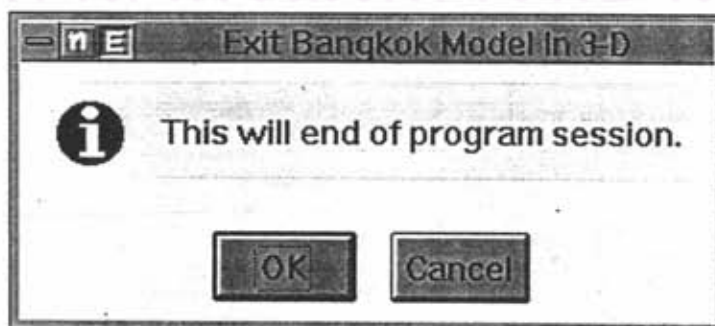 n E Exit Bangkok Model In 3-D
i This will end of program session.
OK Cancel